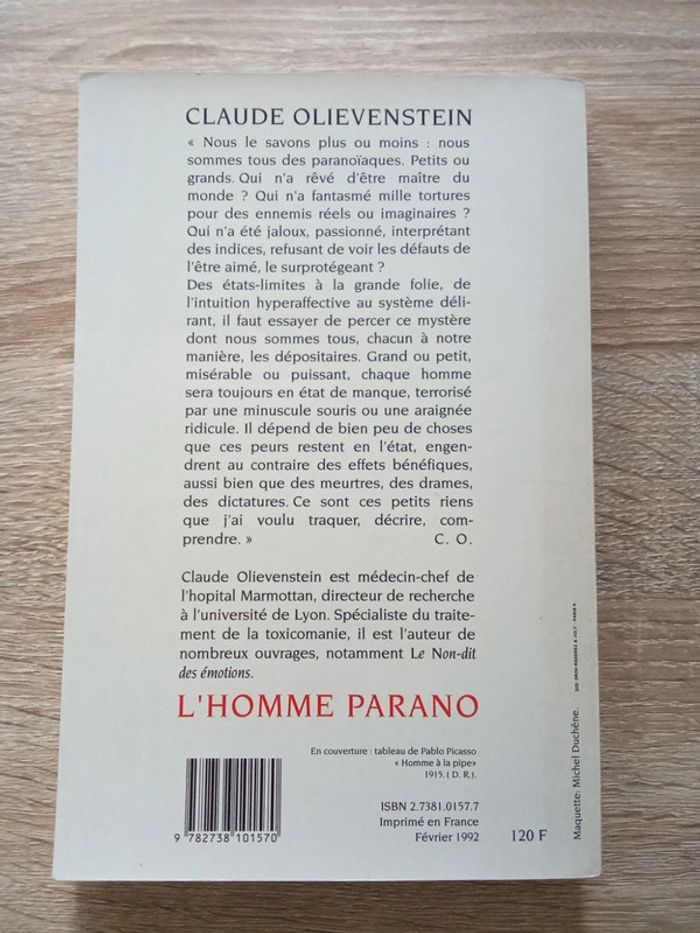 CLAUDE OLIEVENSTEIN
« Nous le savons plus ou moins : nous
sommes tous des paranoïaques. Petits ou
grands. Qui n'a rêvé d'être maître du
monde ? Qui n'a fantasmé mille tortures
pour des ennemis réels ou imaginaires ?
Qui n'a été jaloux, passionné, interprétant
des indices, refusant de voir les défauts de
l'être aimé, le surprotégeant ?
Des états-limites à la grande folie, de
l'intuition hyperaffective au système déli-
rant, il faut essayer de percer ce mystère
dont nous sommes tous, chacun à notre
manière, les dépositaires. Grand ou petit,
misérable ou puissant, chaque homme
sera toujours en état de manque, terrorisé
par une minuscule souris ou une araignée
ridicule. Il dépend de bien peu de choses
que ces peurs restent en l'état, engen-
drent au contraire des effets bénéfiques,
aussi bien que des meurtres, des drames,
des dictatures. Ce sont ces petits riens
que j'ai voulu traquer, décrire, com-
prendre. » C. O.
Claude Olievenstein est médecin-chef de
l'hopital Marmottan, directeur de recherche
à l'université de Lyon. Spécialiste du traite-
ment de la toxicomanie, il est l'auteur de
nombreux ouvrages, notamment Le Non-dit
des émotions.
L'HOMME PARANO
En couverture : tableau de Pablo Picasso
« Homme à la pipe»
1915. ( D. R.).
ISBN 2.7381.0157.7
Imprimé en France
Février 1992
120 F
9 782738 101570
Maquette: Michel Duchêne.